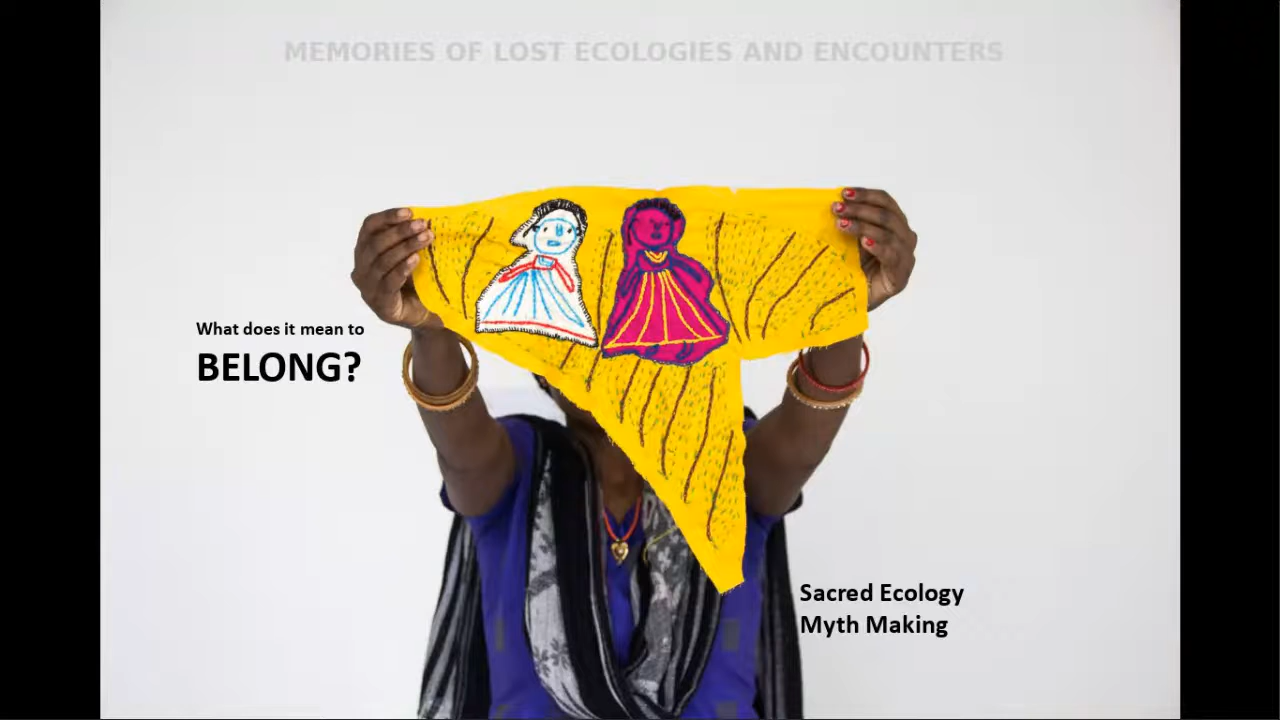 MEMORIES OF LOST ECOLOGIES AND ENCOUNTERS
What does it mean to
BELONG?
Sacred Ecology
Myth Making